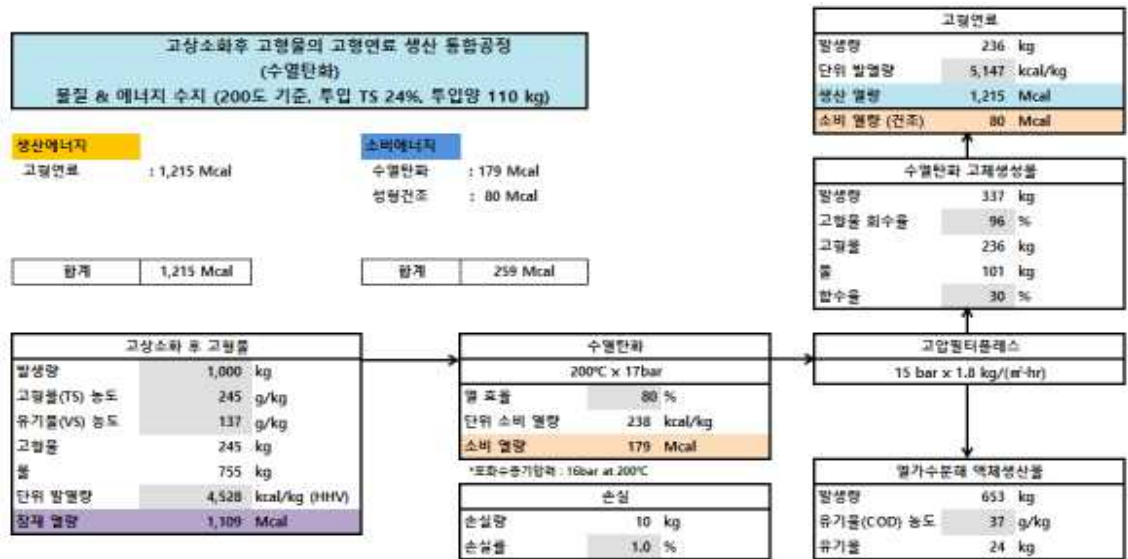 고상소화후 고형물의 고형연료 생산 통합공정
(수열탄화)
물질 & 에너지 수지 (200도 기준, 투입 TS 24%, 투입양 110 kg)
생산에너지
고형연료 : 1,215 Mcal
합계 1,215 Mcal
소비에너지
수열탄화 : 179 Mcal
성형건조 : 80 Mcal
합계 259 Mcal
고형연료
발생량 236 kg
단위 발열량 5,147 kcal/kg
생산 열량 1,215 Mcal
소비 열량 (건조) 80 Mcal
수열탄화 고체생성물
발생량 337 kg
고형물 회수율 96 %
고형물 236 kg
물 101 kg
함수율 30 %
고상소화 후 고형물
발생량 1,000 kg
고형물(TS) 농도 245 g/kg
유기물(VS) 농도 137 g/kg
고형물 245 kg
물 755 kg
단위 발열량 4,528 kcal/kg (HHV)
잠재 열량 1,109 Mcal
수열탄화
200℃ x 17bar
열 효율 80 %
단위 소비 열량 238 kcal/kg
소비 열량 179 Mcal
*포화수증기압력 : 16bar at 200℃
손실
손실량 10 kg
손실률 1.0 %
고압필터프레스
15 bar x 1.8 kg/(㎡-hr)
열가수분해 액체생산물
발생량 653 kg
유기물(COD) 농도 37 g/kg
유기물 24 kg